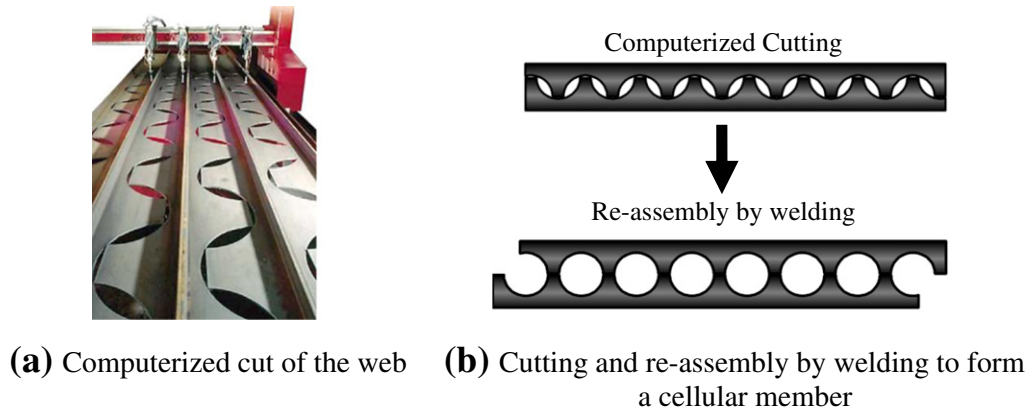 Computerized Cutting
Re-assembly by welding
(a) Computerized cut of the web
(b) Cutting and re-assembly by welding to form
a cellular member